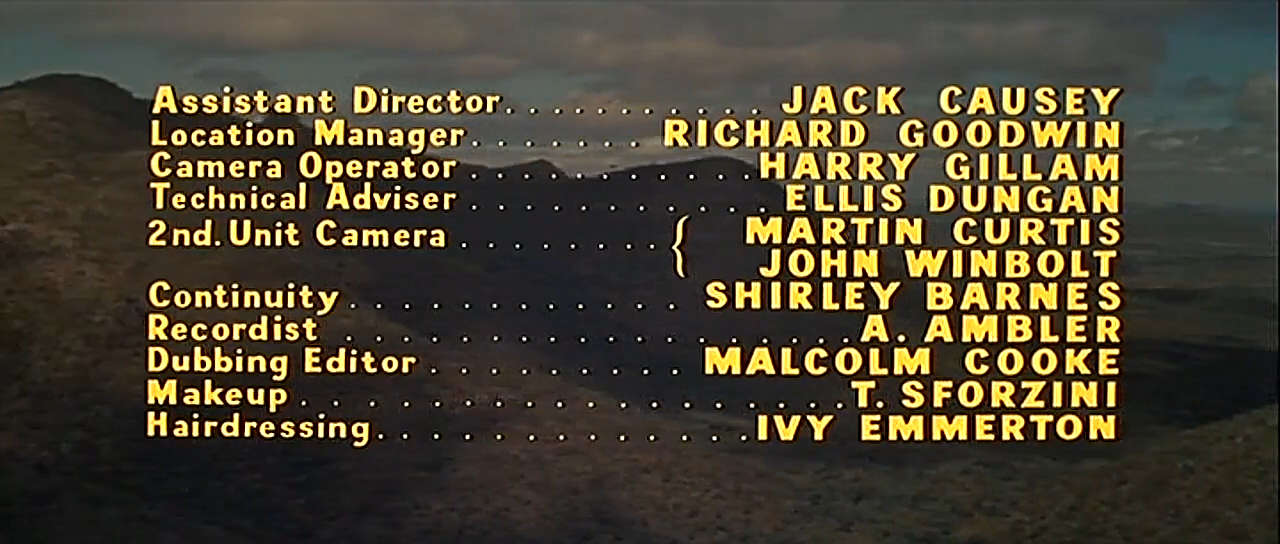 Assistant Director. . . . . . . . . . . JACK CAUSEY
Location Manager. . . . . . . RICHARD GOODWIN
Camera Operator . . . . . . . . . . . HARRY GILLAM
Technical Adviser . . . . . . . . . . . . ELLIS DUNGAN
2nd. Unit Camera . . . . . . . . { MARTIN CURTIS
JOHN WINBOLT
Continuity . . . . . . . . . . . . . SHIRLEY BARNES
Recordist . . . . . . . . . . . . . . . . . . . A. AMBLER
Dubbing Editor . . . . . . . . . . MALCOLM COOKE
Makeup . . . . . . . . . . . . . . . . . . . . T. SFORZINI
Hairdressing. . . . . . . . . . . . . . .IVY EMMERTON